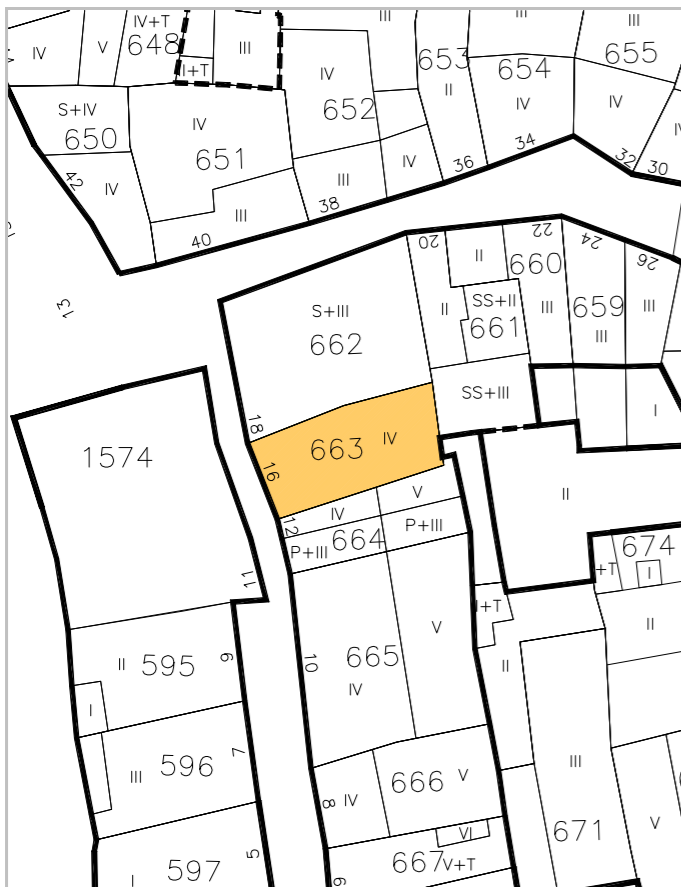 IV+T
648
III
III
III
III
IV
V
IV
653
654
655
I+T
II
IV
IV
652
S+IV
650
IV
651
42
IV
III
IV
36
34
32
30
III
38
40
13
20
22
24
26
II
660
S+III
662
II
SS+II
661
III
659
III
III
18
SS+III
I
663
IV
16
1574
V
IV
II
12
P+III
664
P+III
674
I
+T
11
I+T
II
V
II
595
9
10
665
IV
II
I
III
596
7
III
666
V
8
IV
VI
671
V
5
667
V+T
597
I
6